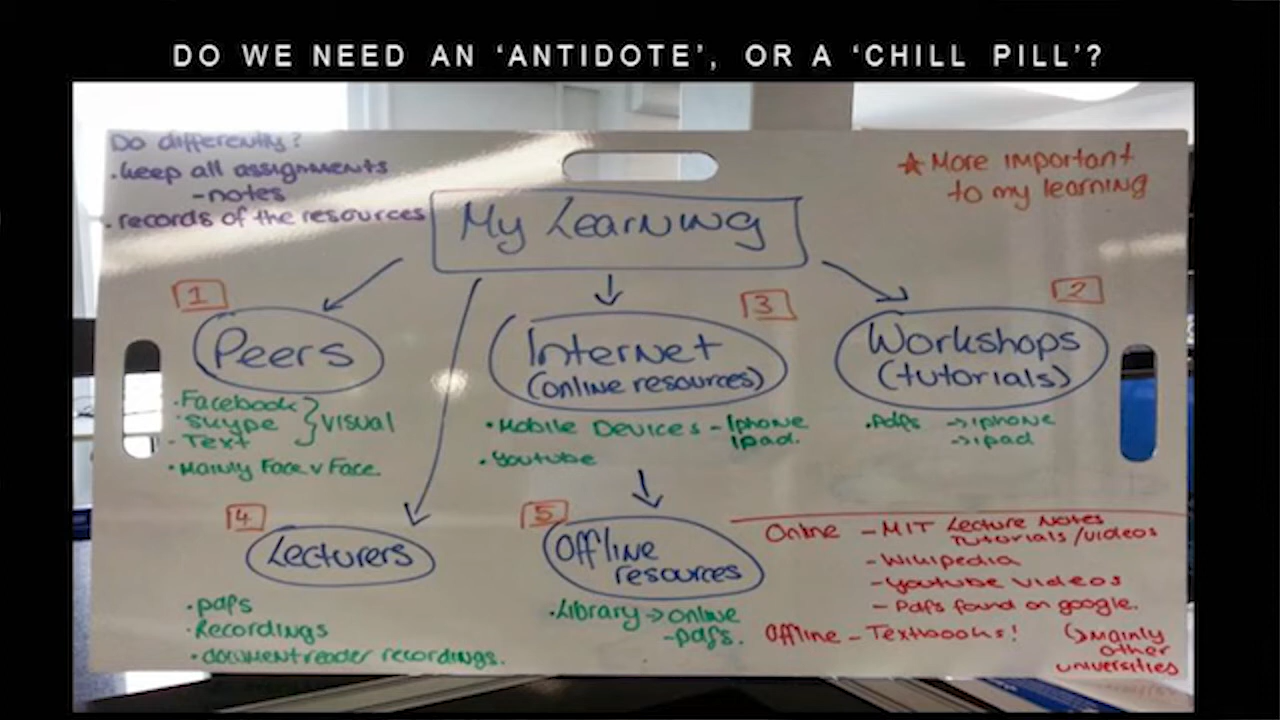 DO WE NEED AN ‘ANTIDOTE’, OR A ‘CHILL PILL’?
Do differently?
• keep all assignments
- notes
• records of the resources
* More important
to my learning
My Learning
1
Peers
• Facebook
• Skype
- Text
} visual
• Mainly Face v Face
3
Internet
(online resources)
• Mobile Devices - Iphone
Ipad.
• Youtube
2
Workshops
(tutorials)
• Pdfs → iphone
→ ipad
4
Lecturers
• pdfs
• Recordings
• document reader recordings.
5
Offline
resources
• Library → online
- pdfs.
Online - MIT Lecture Notes
Tutorials/videos
- Wikipedia
- Youtube videos
- Pdfs found on google.
↳ Mainly
other
universities
Offline - Textbooks!